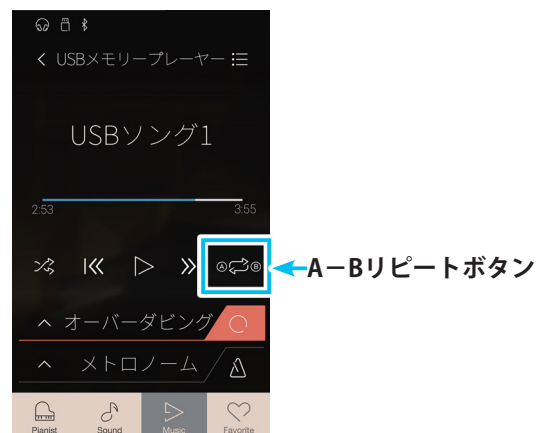 USBメモリープレーヤー
USBソング1
2:53
3:55
A B
A−Bリピートボタン
オーバーダビング
メトロノーム
Pianist
Sound
Music
Favorite